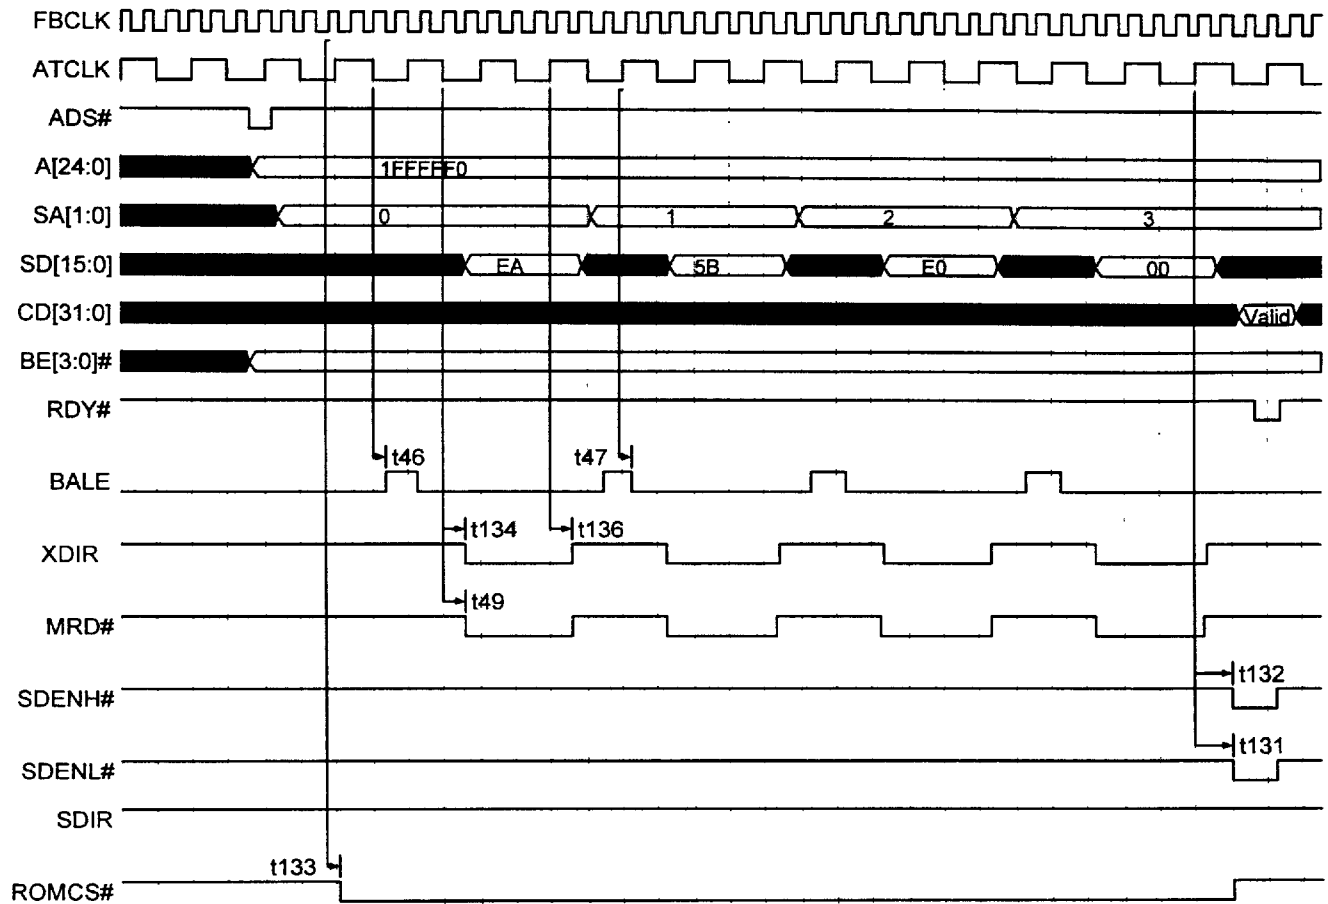 FBCLK
ATCLK
ADS#
A[24:0] 1FFFFF0
SA[1:0] 0 1 2 3
SD[15:0] EA 5B E0 00
CD[31:0] Valid
BE[3:0]#
RDY#
t46 t47
BALE
t134 t136
XDIR
t49
MRD#
t132
SDENH#
t131
SDENL#
SDIR
t133
ROMCS#